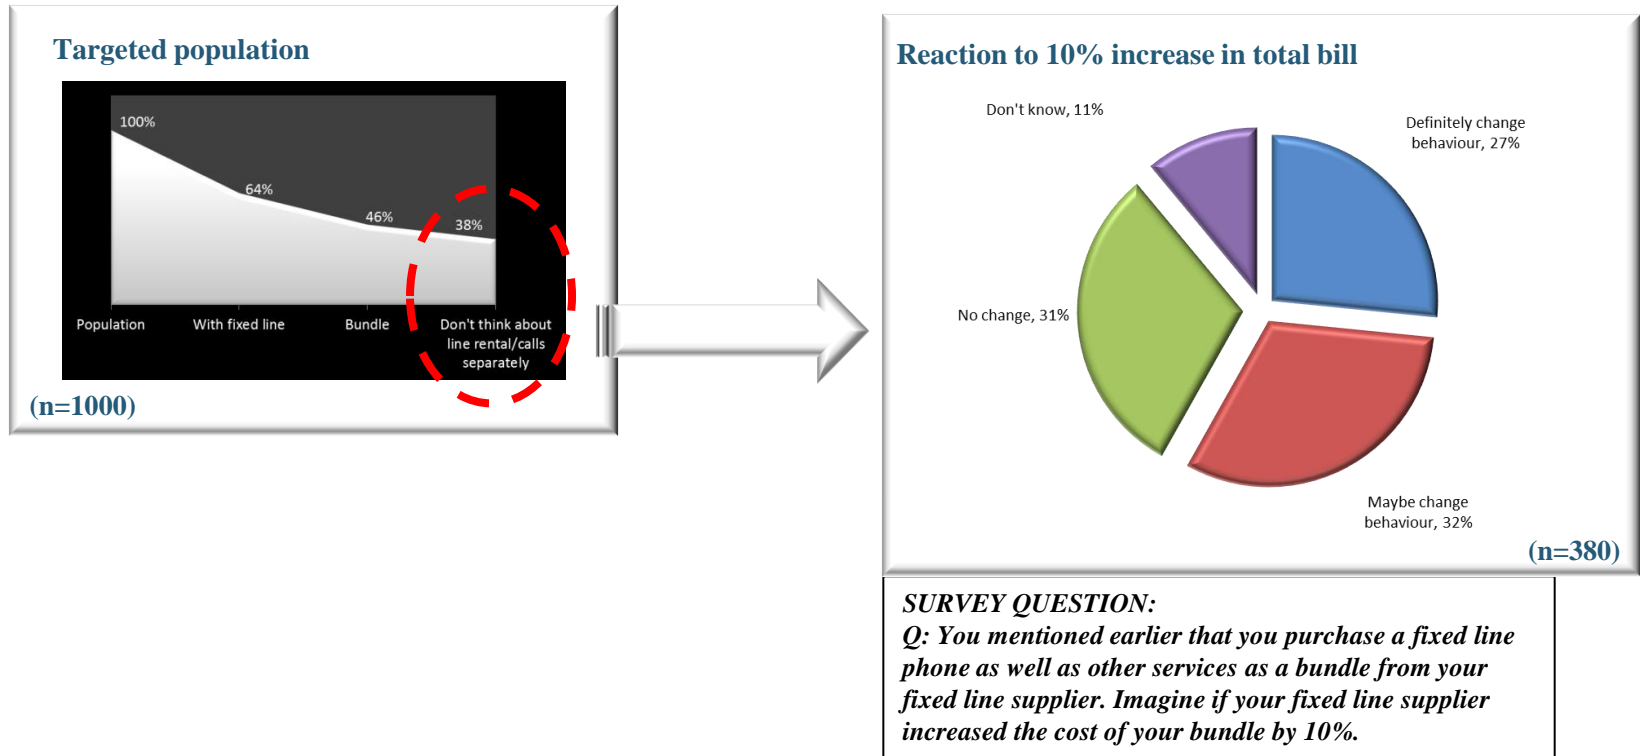 Targeted population
100%
64%
46%
38%
Population
With fixed line
Bundle
Don't think about
line rental/calls
separately
(n=1000)
Reaction to 10% increase in total bill
Don't know, 11%
Definitely change
behaviour, 27%
No change, 31%
Maybe change
behaviour, 32%
(n=380)
SURVEY QUESTION:
Q: You mentioned earlier that you purchase a fixed line
phone as well as other services as a bundle from your
fixed line supplier. Imagine if your fixed line supplier
increased the cost of your bundle by 10%.